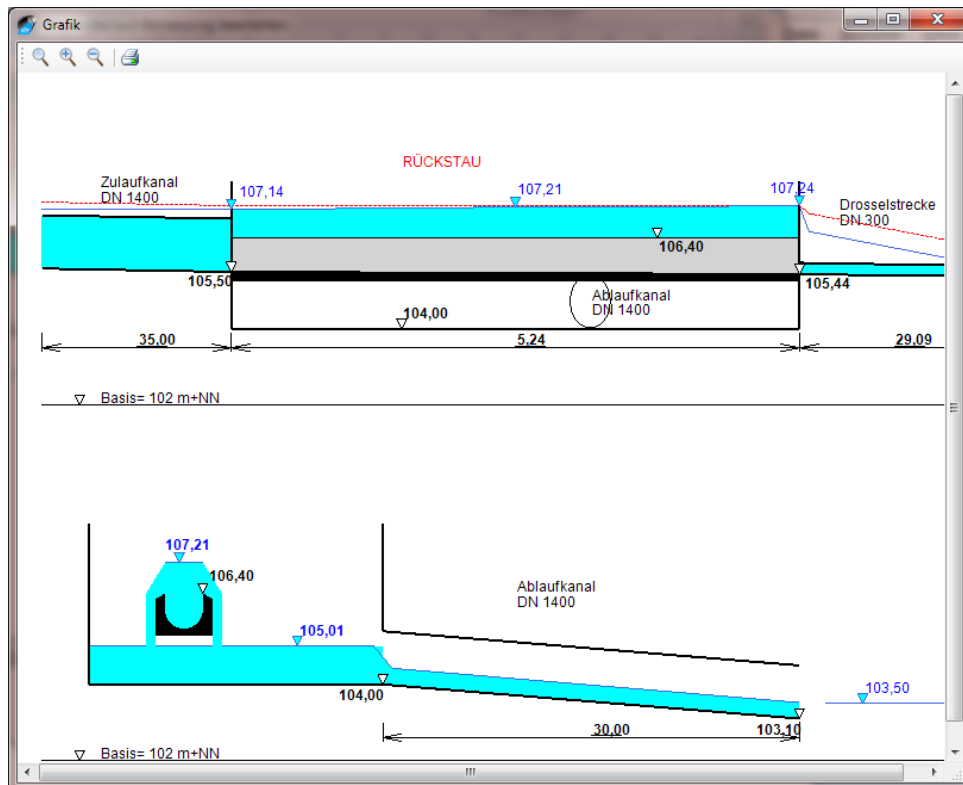 Grafik
RÜCKSTAU
Zulaufkanal
DN 1400
107,14
107,21
107,24
Drosselstrecke
DN 300
106,40
105,50
105,44
Ablaufkanal
DN 1400
104,00
35,00
5,24
29,09
Basis= 102 m+NN
107,21
106,40
Ablaufkanal
DN 1400
105,01
104,00
103,50
30,00
103,10
Basis= 102 m+NN